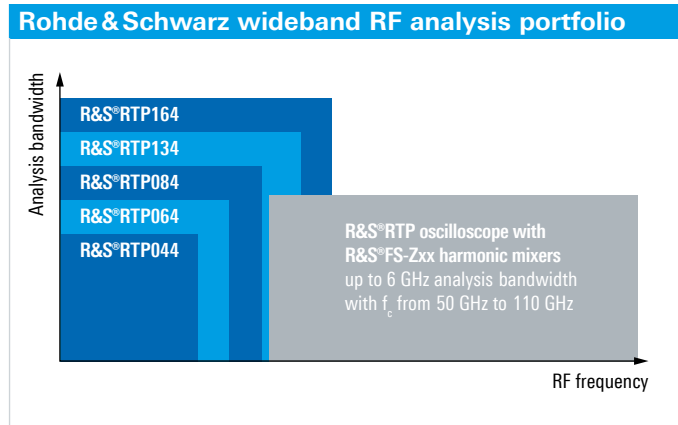 Rohde & Schwarz wideband RF analysis portfolio
Analysis bandwidth
R&S®RTP164
R&S®RTP134
R&S®RTP084
R&S®RTP064
R&S®RTP044
R&S®RTP oscilloscope with
R&S®FS-Zxx harmonic mixers
up to 6 GHz analysis bandwidth
with fc from 50 GHz to 110 GHz
RF frequency